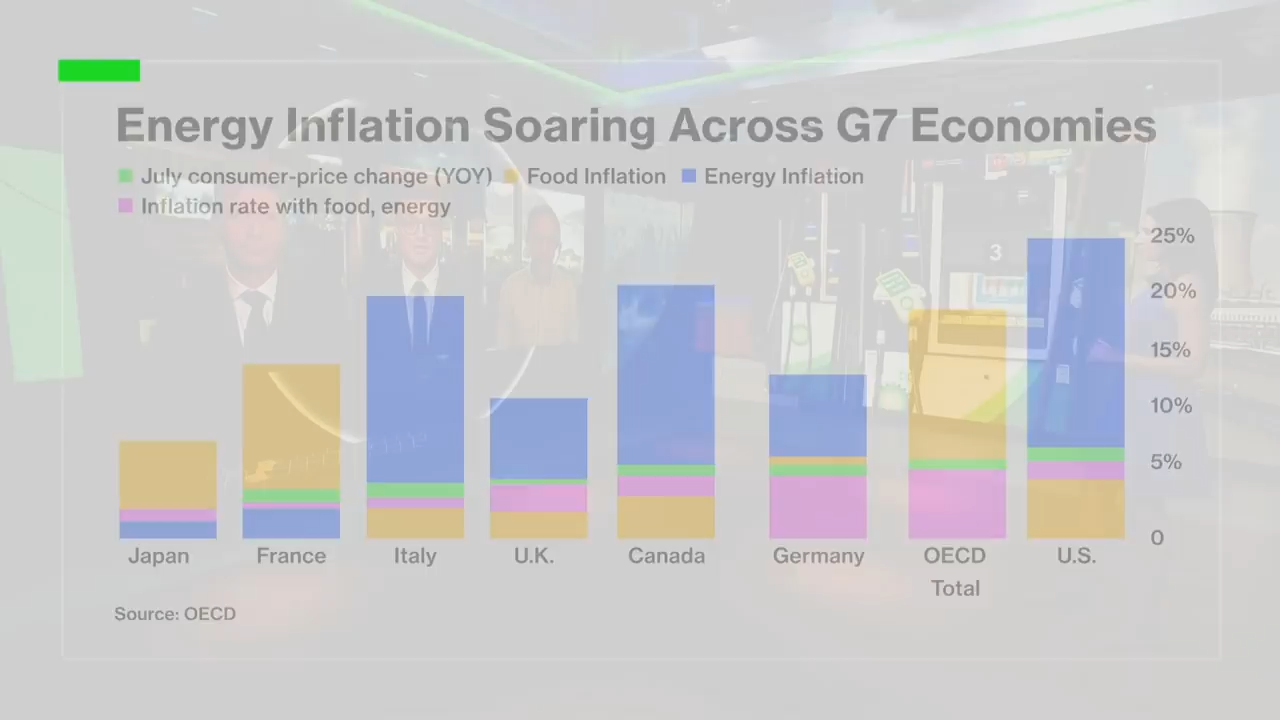 Energy Inflation Soaring Across G7 Economies
July consumer-price change (YOY) Food Inflation Energy Inflation
Inflation rate with food, energy
25%
3
20%
15%
10%
5%
0
Japan France Italy U.K. Canada Germany OECD U.S.
Total
Source: OECD